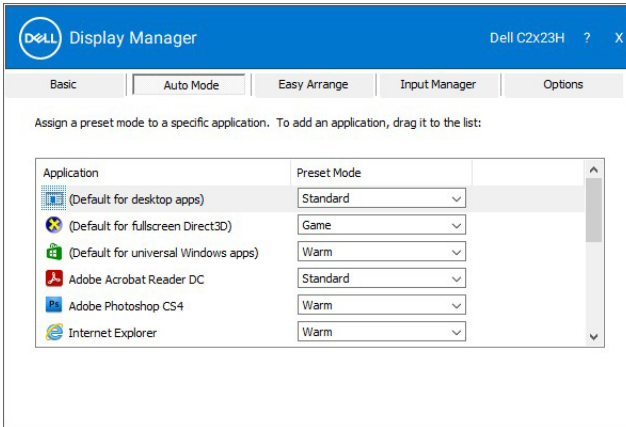 DELL Display Manager Dell C2x23H ? X
Basic Auto Mode Easy Arrange Input Manager Options
Assign a preset mode to a specific application. To add an application, drag it to the list:
Application Preset Mode
(Default for desktop apps) Standard
(Default for fullscreen Direct3D) Game
(Default for universal Windows apps) Warm
Adobe Acrobat Reader DC Standard
Ps Adobe Photoshop CS4 Warm
Internet Explorer Warm